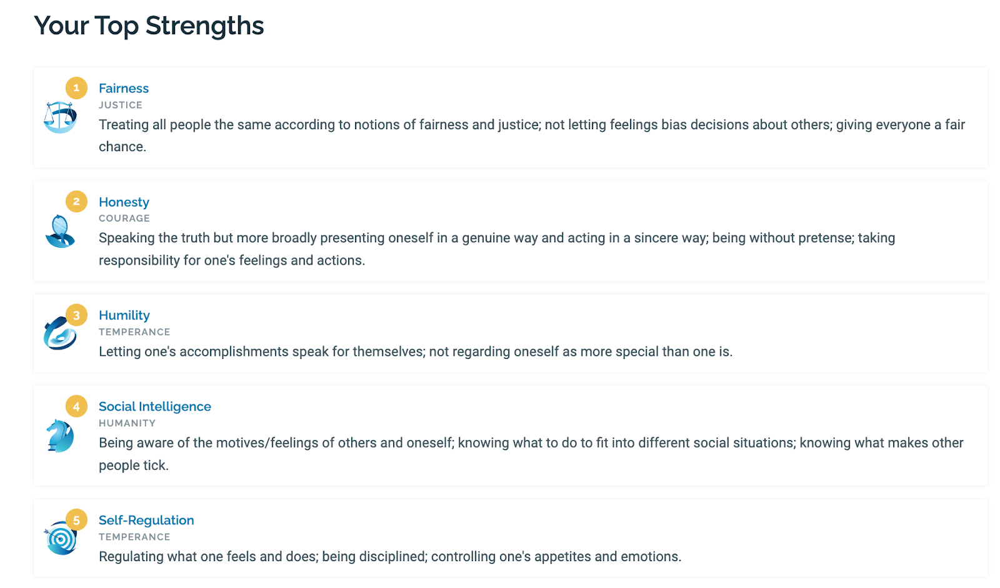 Your Top Strengths
1
Fairness
JUSTICE
Treating all people the same according to notions of fairness and justice; not letting feelings bias decisions about others; giving everyone a fair
chance.
2
Honesty
COURAGE
Speaking the truth but more broadly presenting oneself in a genuine way and acting in a sincere way; being without pretense; taking
responsibility for one's feelings and actions.
3
Humility
TEMPERANCE
Letting one's accomplishments speak for themselves; not regarding oneself as more special than one is.
4
Social Intelligence
HUMANITY
Being aware of the motives/feelings of others and oneself; knowing what to do to fit into different social situations; knowing what makes other
people tick.
5
Self-Regulation
TEMPERANCE
Regulating what one feels and does; being disciplined; controlling one's appetites and emotions.